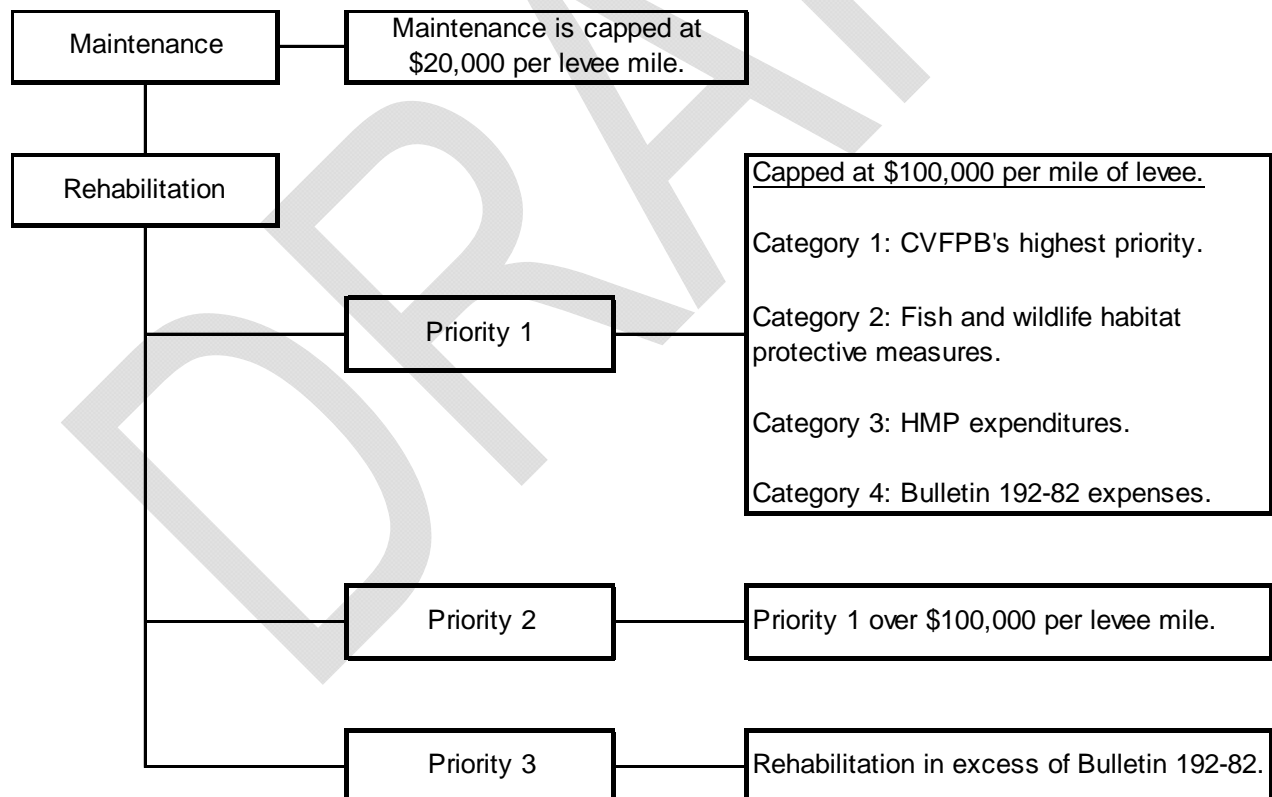 Maintenance
Maintenance is capped at
$20,000 per levee mile.
Rehabilitation
Capped at $100,000 per mile of levee.
Category 1: CVFPB's highest priority.
Category 2: Fish and wildlife habitat
protective measures.
Category 3: HMP expenditures.
Category 4: Bulletin 192-82 expenses.
Priority 1
Priority 2
Priority 1 over $100,000 per levee mile.
Priority 3
Rehabilitation in excess of Bulletin 192-82.